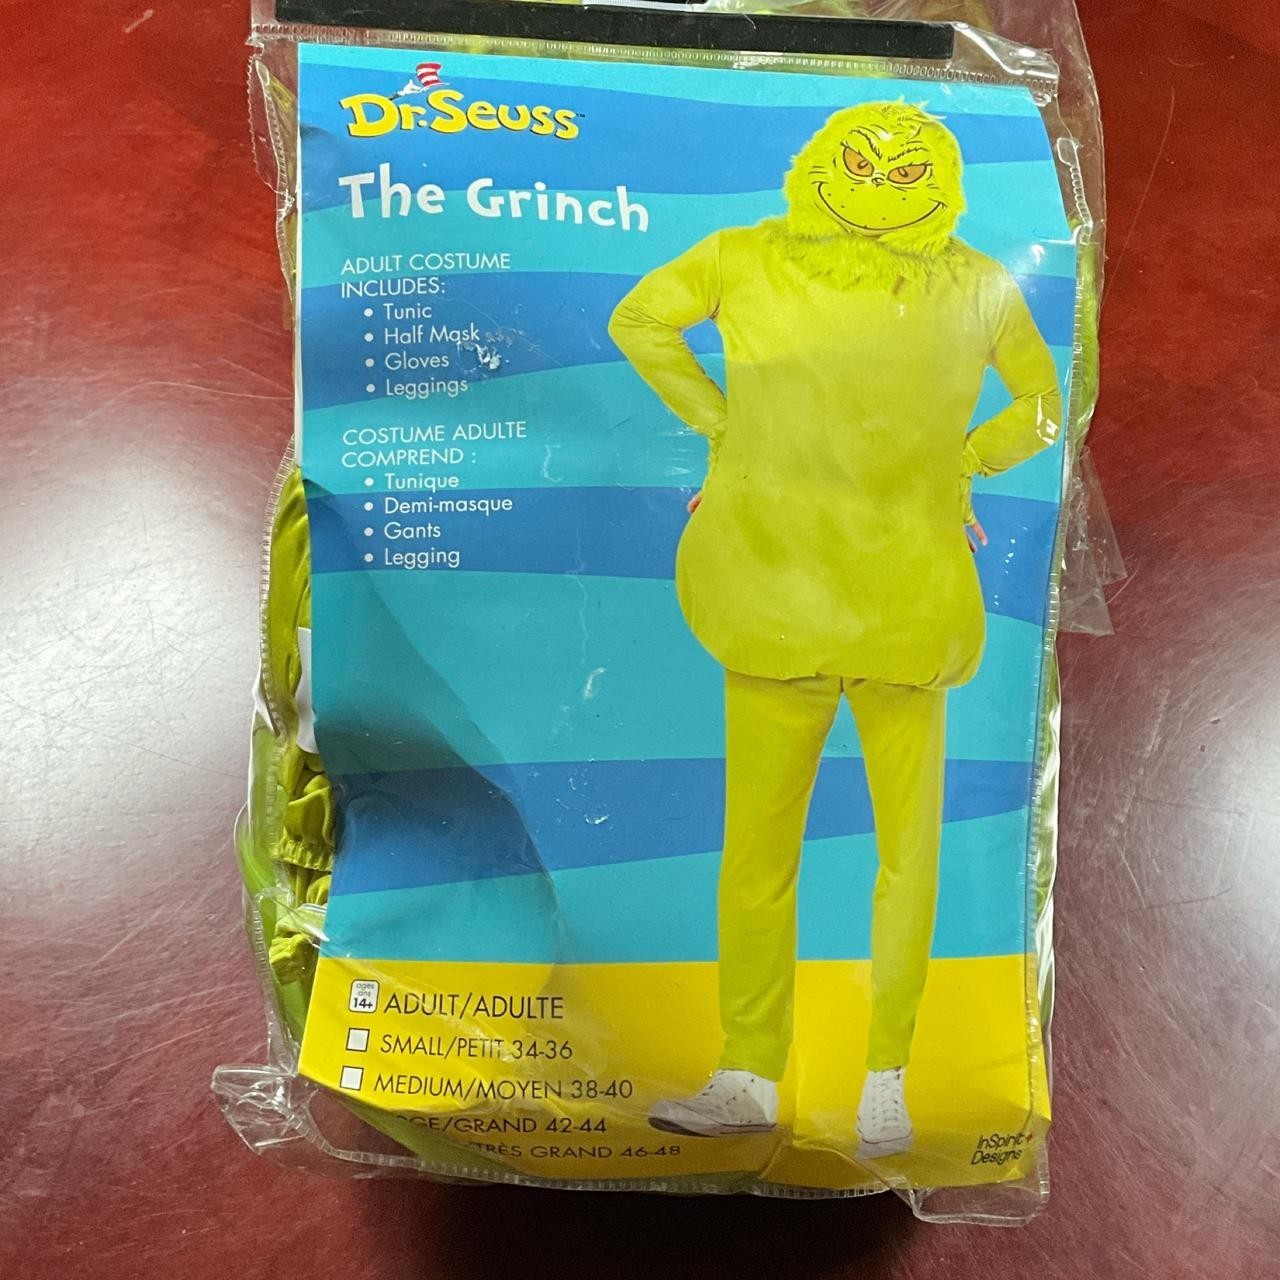 Dr. Seuss™
The Grinch
ADULT COSTUME
INCLUDES:
• Tunic
• Half Mask
• Gloves
• Leggings
COSTUME ADULTE
COMPREND :
• Tunique
• Demi-masque
• Gants
• Legging
ages
ans
14+
ADULT/ADULTE
SMALL/PETIT 34-36
MEDIUM/MOYEN 38-40
/GRAND 42-44
TRÈS GRAND 46-48
InSpirit
Designs